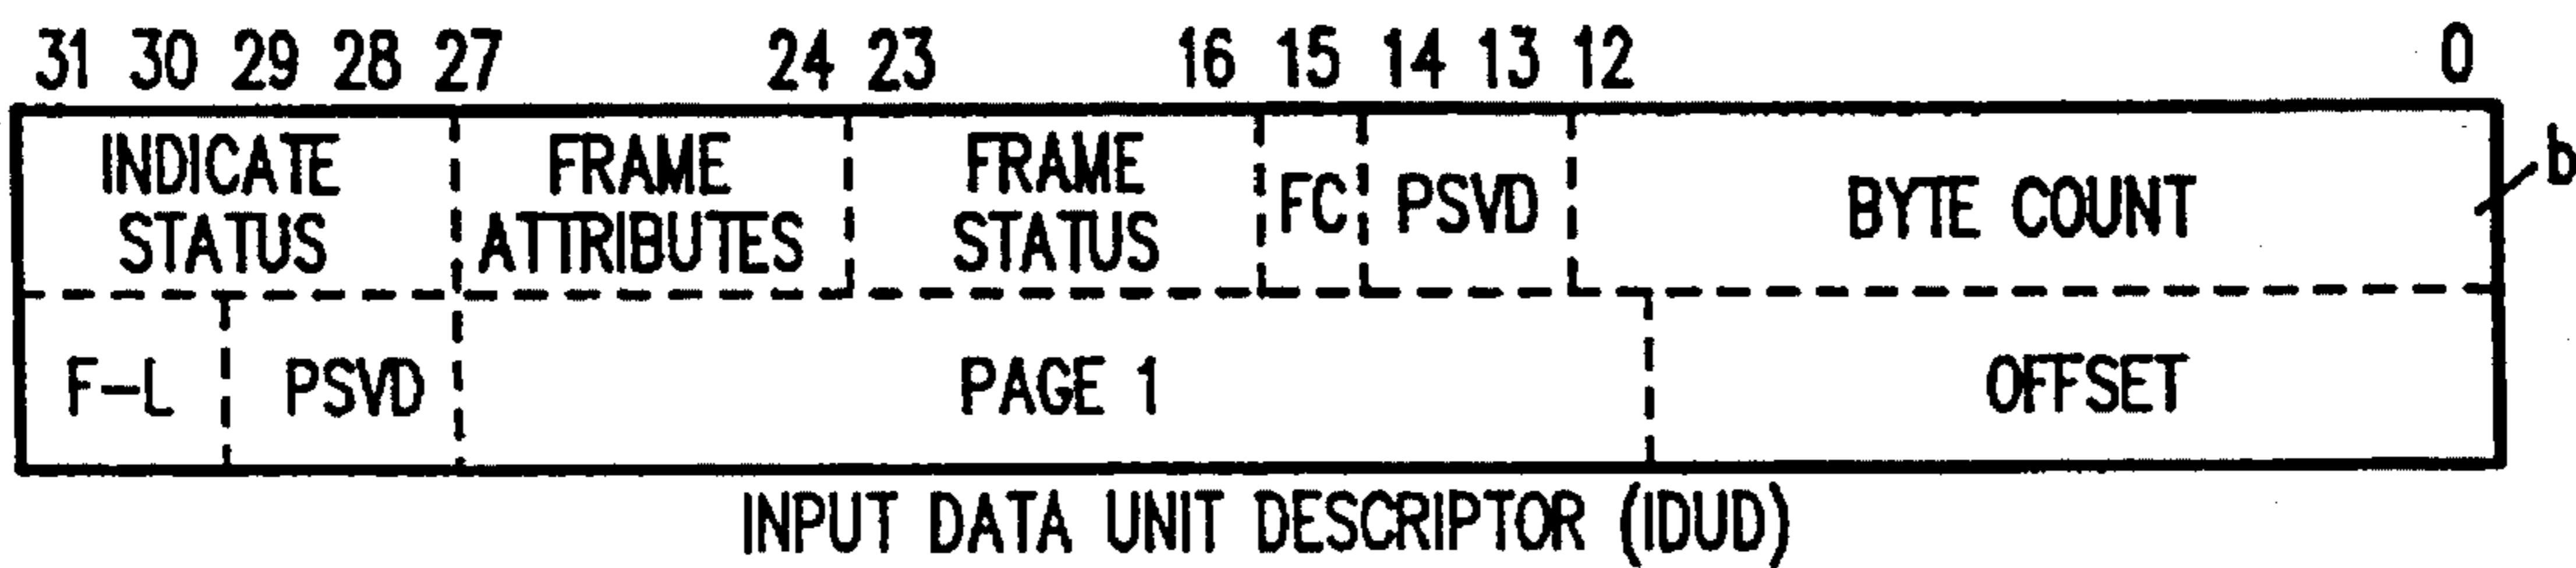 31 30 29 28 27 24 23 16 15 14 13 12 0
INDICATE STATUS FRAME ATTRIBUTES FRAME STATUS FC PSVD BYTE COUNT b
F-L PSVD PAGE 1 OFFSET
INPUT DATA UNIT DESCRIPTOR (IDUD)